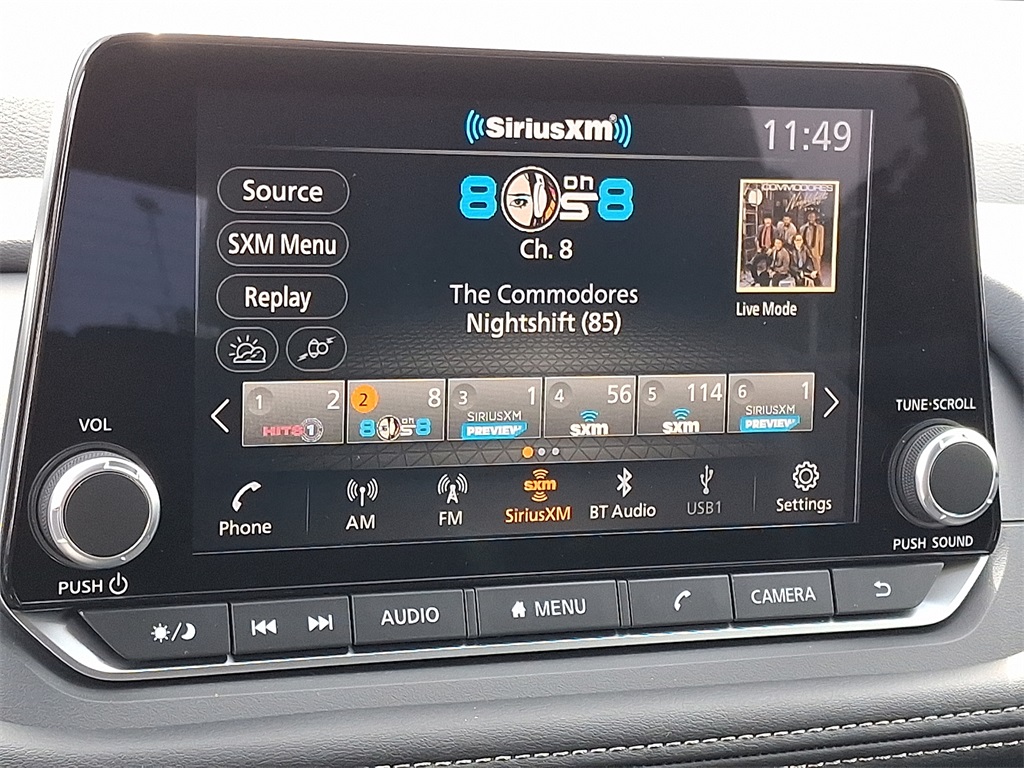 SiriusXM
11:49
Source
80s on 8
COMMODORES
Nightshift
SXM Menu
Ch. 8
Replay
The Commodores
Nightshift (85)
Live Mode
1 2 HITS 1
2 8 80s on 8
3 1 SIRIUSXM PREVIEW
4 56 sxm
5 114 sxm
6 1 SIRIUSXM PREVIEW
VOL
TUNE·SCROLL
Phone
AM
FM
sxm
SiriusXM
BT Audio
USB1
Settings
PUSH
PUSH SOUND
AUDIO
MENU
CAMERA